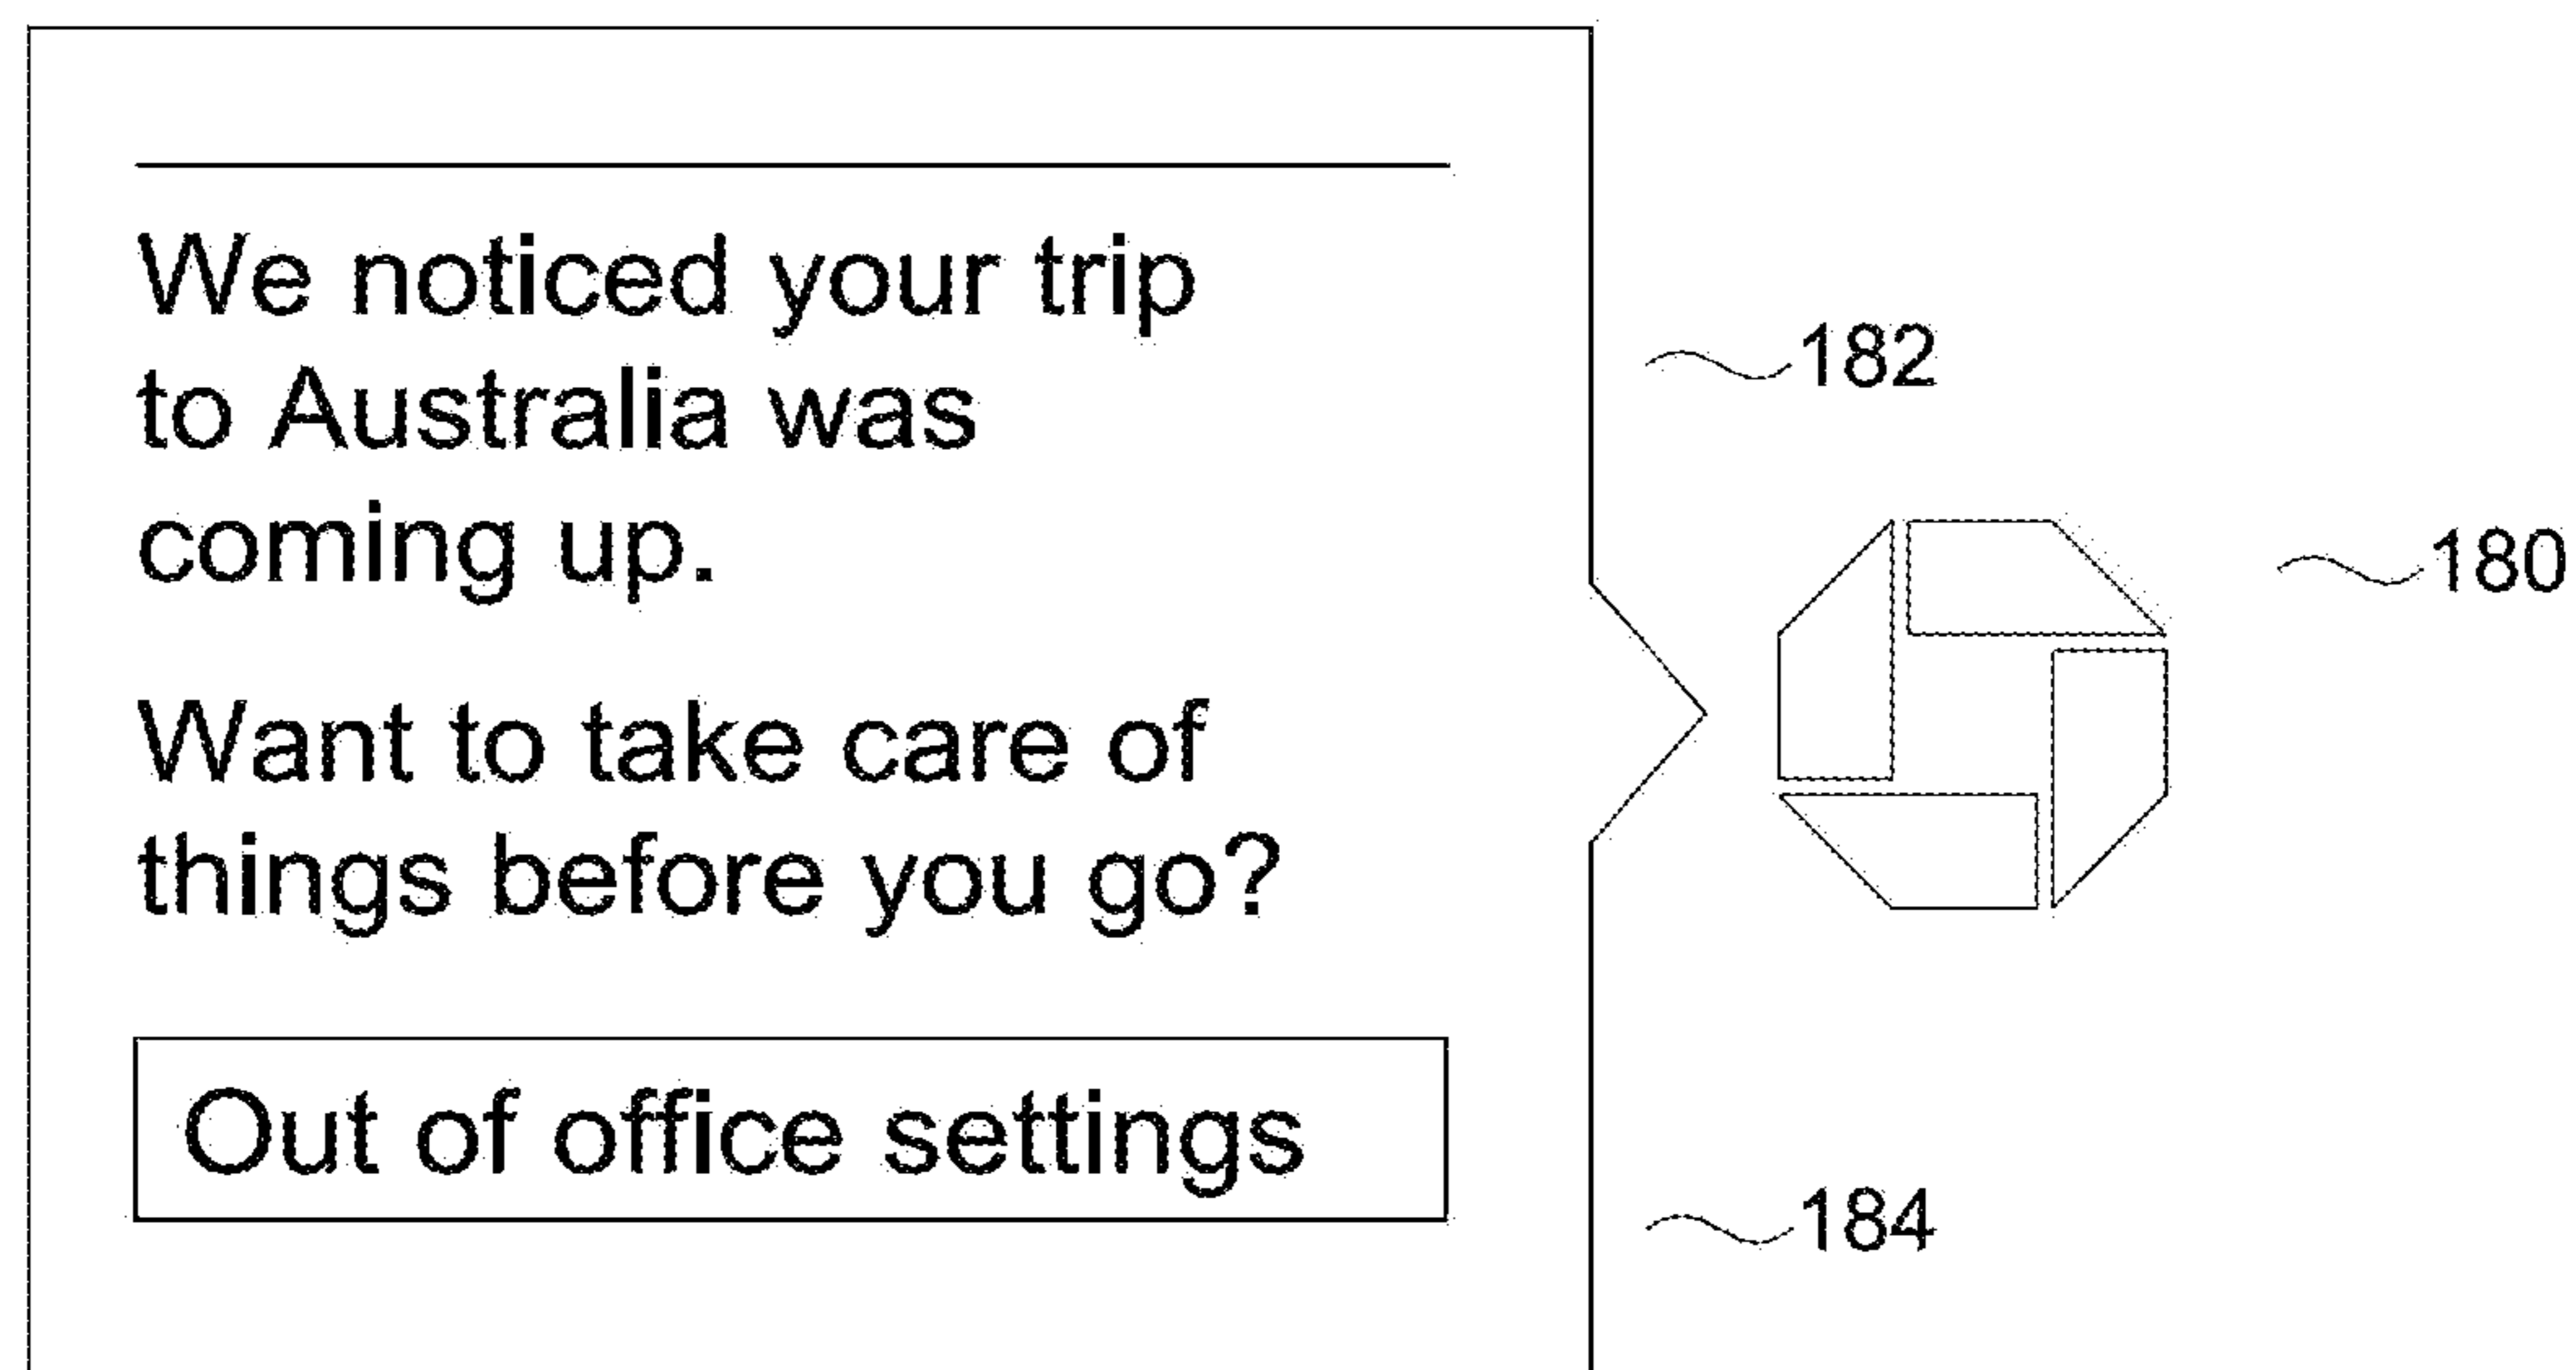 We noticed your trip
to Australia was
coming up.
182
180
Want to take care of
things before you go?
Out of office settings
184